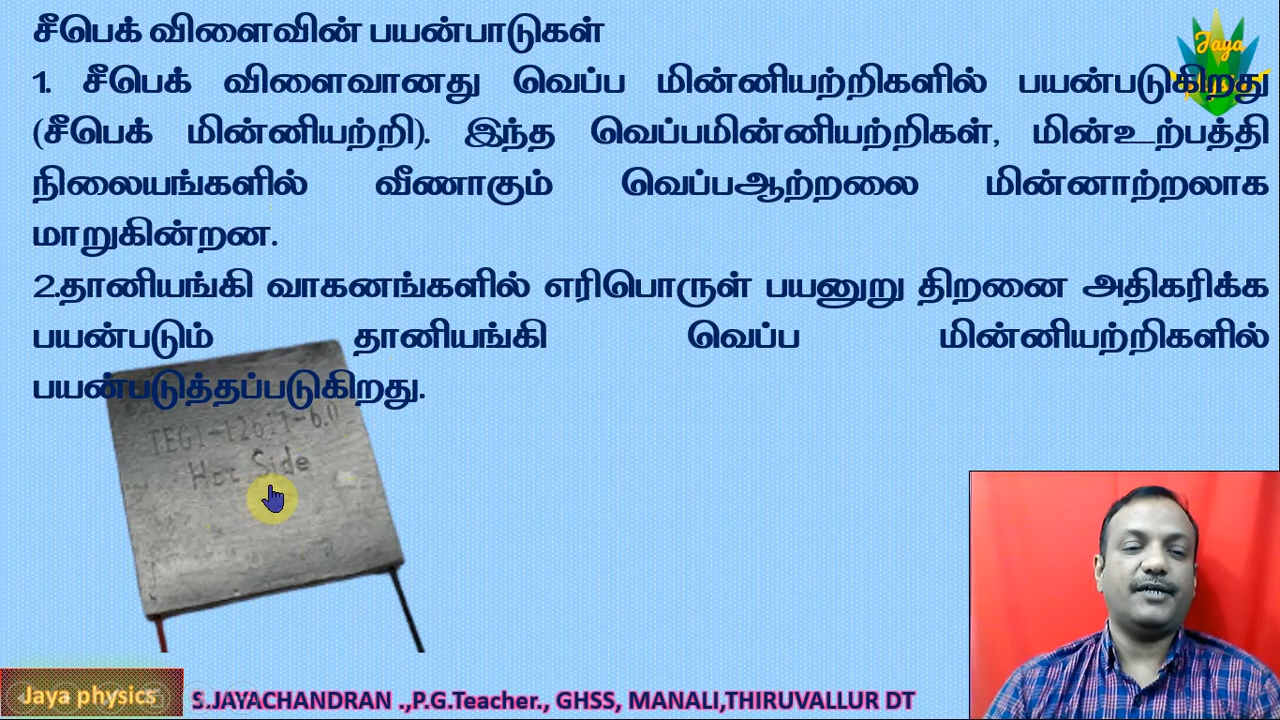 சீபெக் விளைவின் பயன்பாடுகள்
Jaya
1. சீபெக் விளைவானது வெப்ப மின்னியற்றிகளில் பயன்படுகிறது
(சீபெக் மின்னியற்றி). இந்த வெப்பமின்னியற்றிகள், மின்உற்பத்தி
நிலையங்களில் வீணாகும் வெப்பஆற்றலை மின்னாற்றலாக
மாறுகின்றன.
2.தானியங்கி வாகனங்களில் எரிபொருள் பயனுறு திறனை அதிகரிக்க
பயன்படும் தானியங்கி வெப்ப மின்னியற்றிகளில்
பயன்படுத்தப்படுகிறது.
Hot Side
Jaya physics
S.JAYACHANDRAN .,P.G.Teacher., GHSS, MANALI,THIRUVALLUR DT